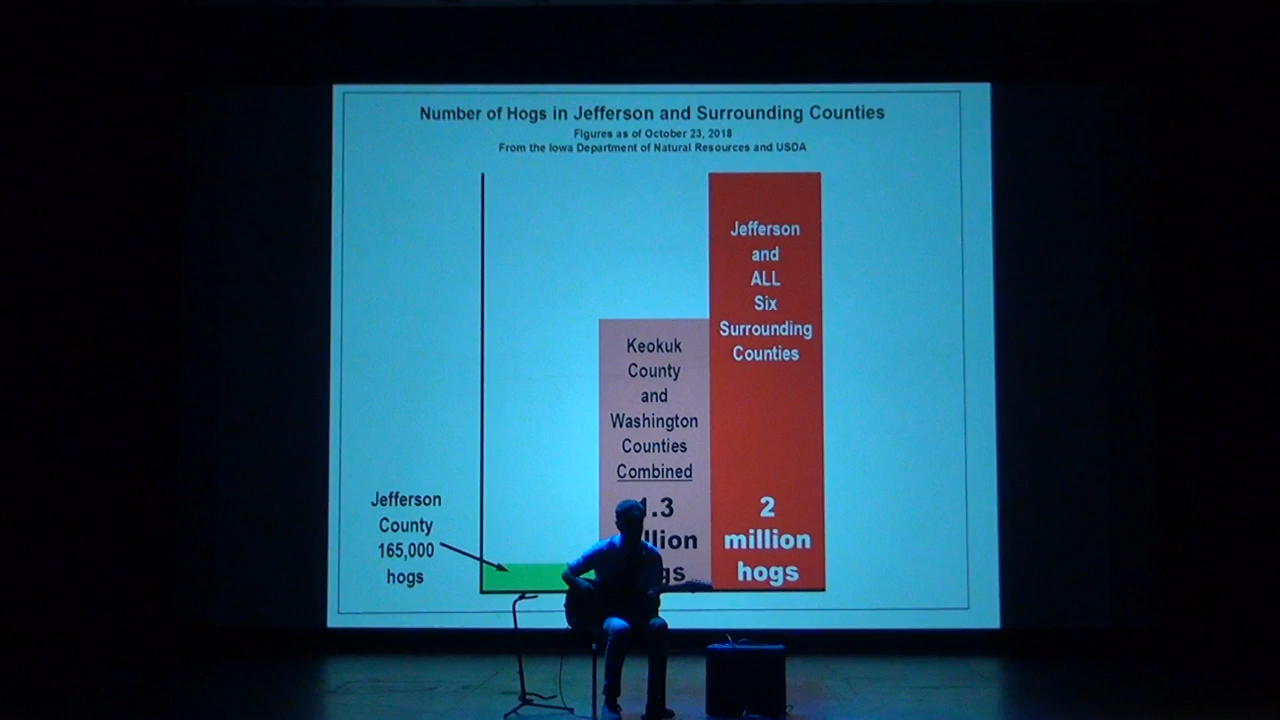 Number of Hogs in Jefferson and Surrounding Counties
Figures as of October 23, 2018
From the Iowa Department of Natural Resources and USDA
Jefferson
County
165,000
hogs
Keokuk
County
and
Washington
Counties
Combined
1.3
Jefferson
and
ALL
Six
Surrounding
Counties
2
million
hogs